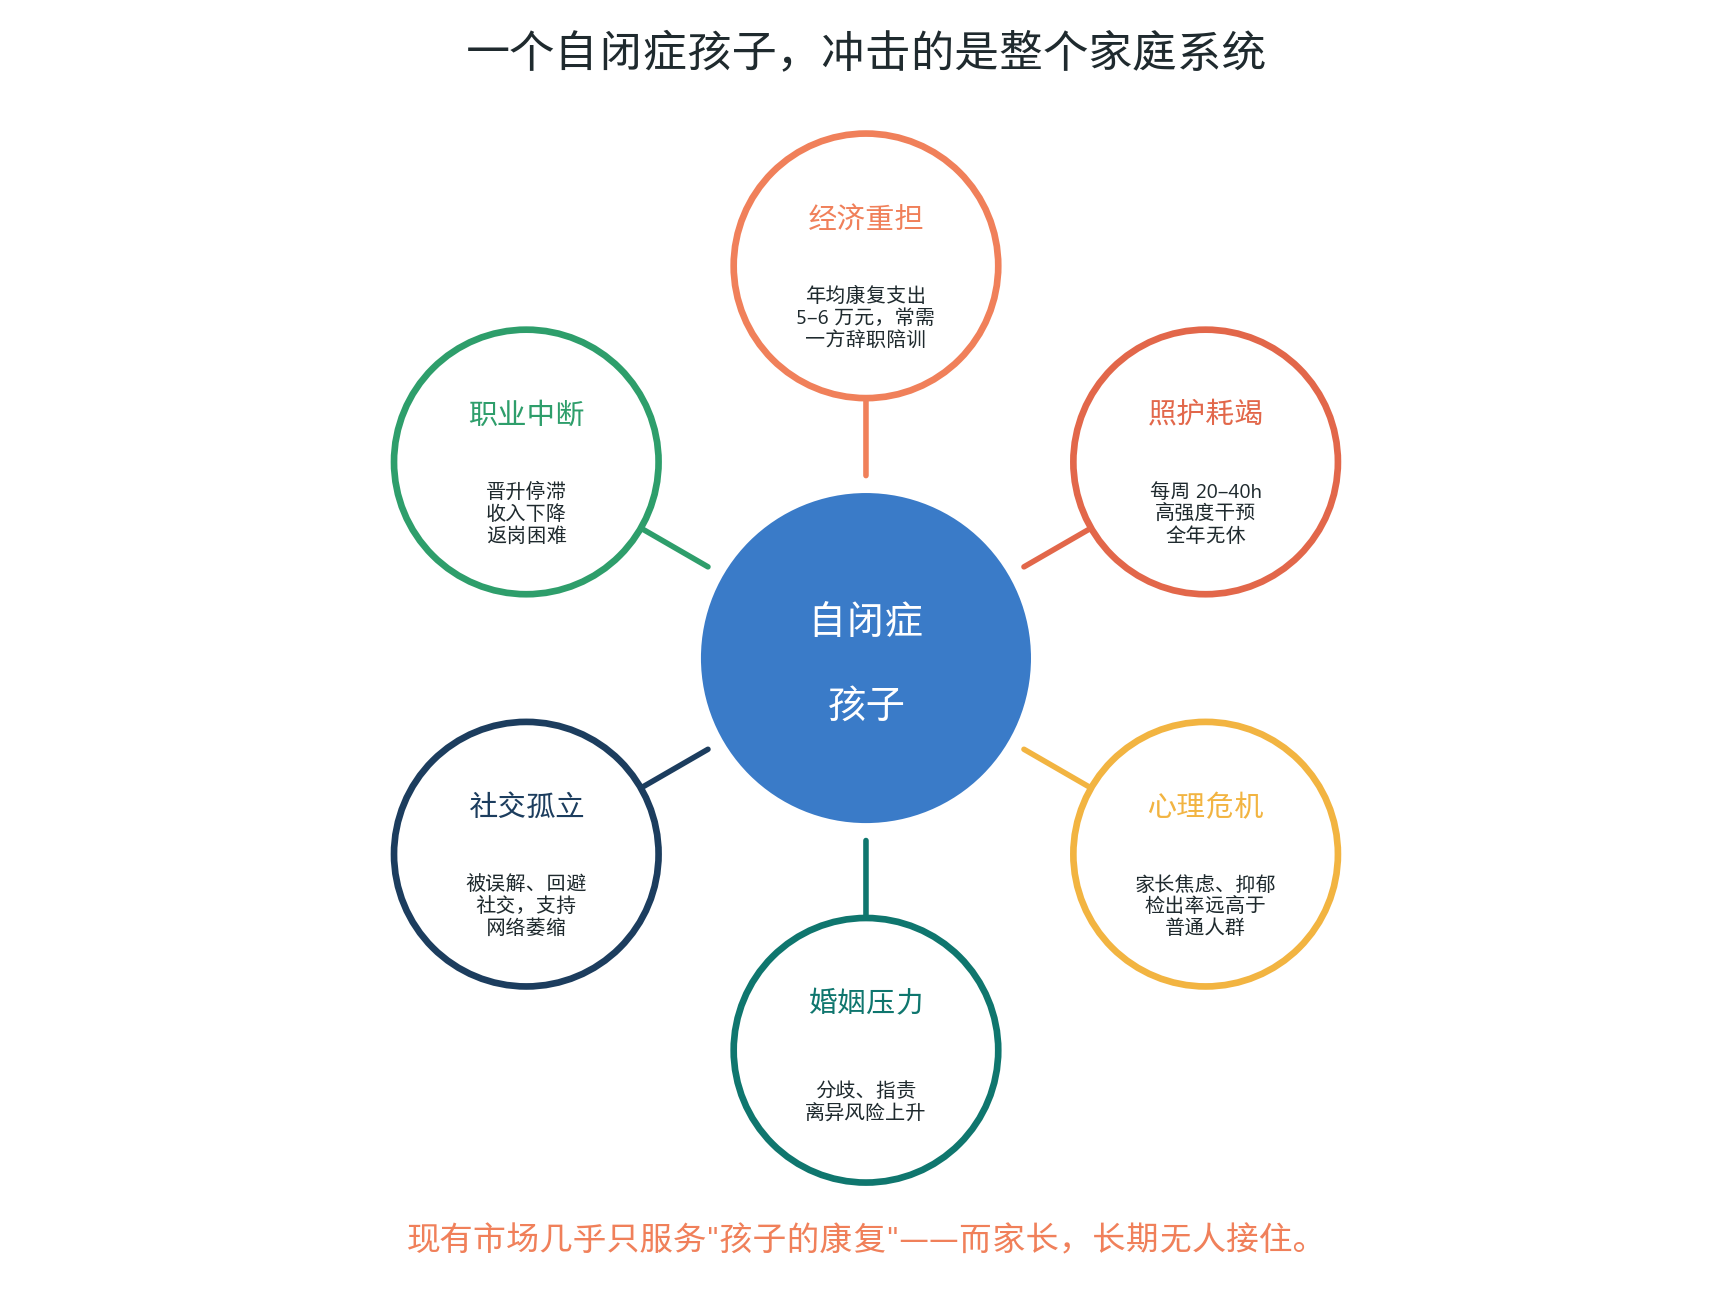 一个自闭症孩子，冲击的是整个家庭系统
经济重担
年均康复支出
5–6 万元，常需
一方辞职陪训
职业中断
晋升停滞
收入下降
返岗困难
照护耗竭
每周 20–40h
高强度干预
全年无休
自闭症
孩子
社交孤立
被误解、回避
社交，支持
网络萎缩
心理危机
家长焦虑、抑郁
检出率远高于
普通人群
婚姻压力
分歧、指责
离异风险上升
现有市场几乎只服务"孩子的康复"——而家长，长期无人接住。